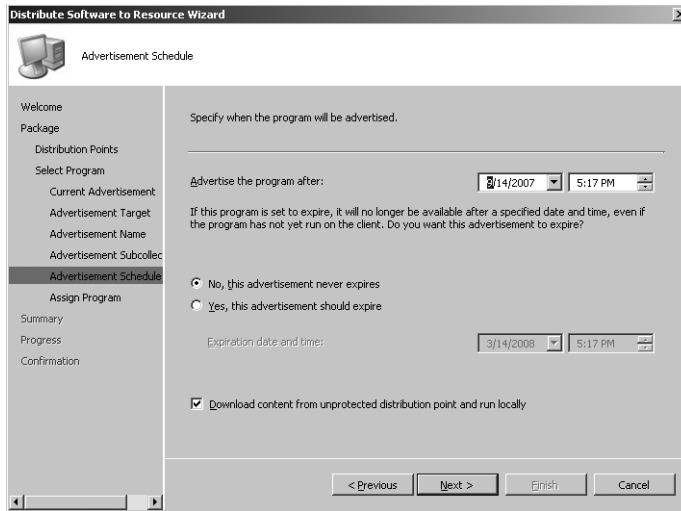 Distribute Software to Resource Wizard
Advertisement Schedule
Welcome
Package
Distribution Points
Select Program
Current Advertisement
Advertisement Target
Advertisement Name
Advertisement Subcollec
Advertisement Schedule
Assign Program
Summary
Progress
Confirmation
Specify when the program will be advertised.
Advertise the program after:
3/14/2007
5:17 PM
If this program is set to expire, it will no longer be available after a specified date and time, even if
the program has not yet run on the client. Do you want this advertisement to expire?
No, this advertisement never expires
Yes, this advertisement should expire
Expiration date and time:
3/14/2008
5:17 PM
Download content from unprotected distribution point and run locally
< Previous
Next >
Finish
Cancel